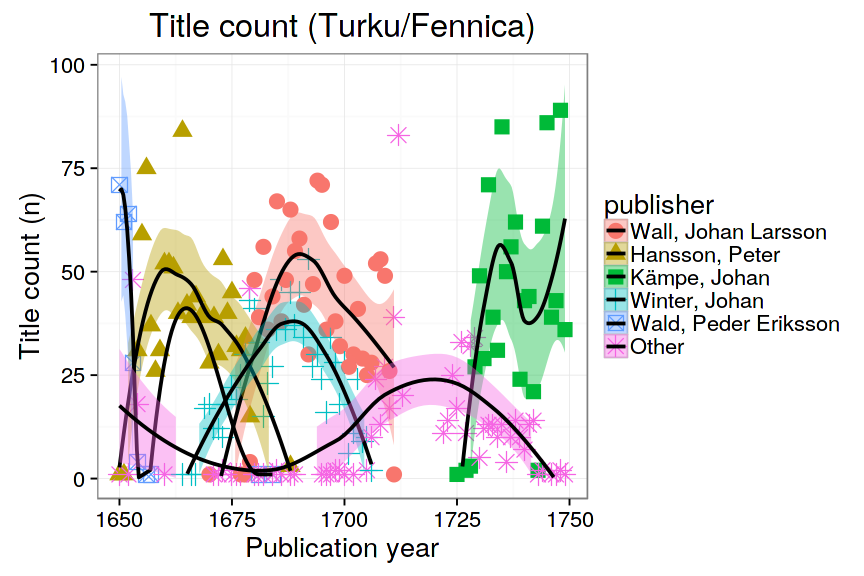 Title count (Turku/Fennica)
Title count (n)
100
75
50
25
0
1650
1675
1700
1725
1750
Publication year
publisher
Wall, Johan Larsson
Hansson, Peter
Kämpe, Johan
Winter, Johan
Wald, Peder Eriksson
Other